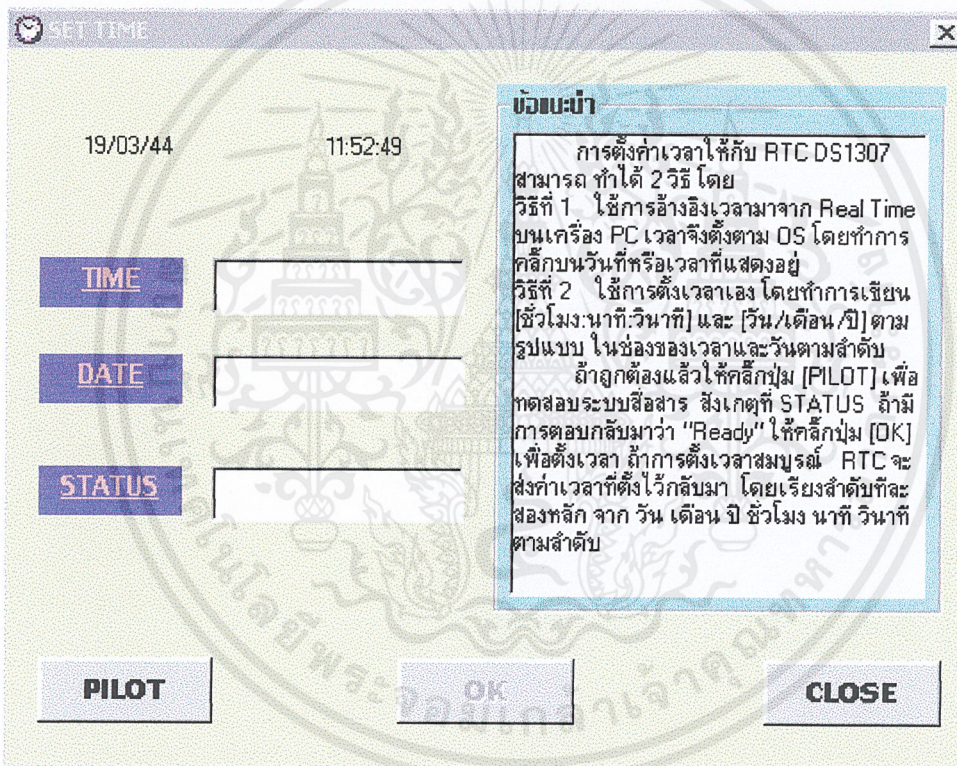 SET TIME
19/03/44 11:52:49
TIME
DATE
STATUS
ข้อแนะนำ
การตั้งค่าเวลาให้กับ RTC DS1307
สามารถ ทำได้ 2 วิธี โดย
วิธีที่ 1 ใช้การอ้างอิงเวลามาจาก Real Time
บนเครื่อง PC เวลาจึงตั้งตาม OS โดยทำการ
คลิ๊กบนวันที่หรือเวลาที่แสดงอยู่
วิธีที่ 2 ใช้การตั้งเวลาเอง โดยทำการเขียน
[ชั่วโมง:นาที:วินาที] และ [วัน/เดือน/ปี] ตาม
รูปแบบ ในช่องของเวลาและวันตามลำดับ
ถ้าถูกต้องแล้วให้คลิ๊กปุ่ม [PILOT] เพื่อ
ทดสอบระบบสื่อสาร สังเกตุที่ STATUS ถ้ามี
การตอบกลับมาว่า "Ready" ให้คลิ๊กปุ่ม [OK]
เพื่อตั้งเวลา ถ้าการตั้งเวลาสมบูรณ์ RTC จะ
ส่งค่าเวลาที่ตั้งไว้กลับมา โดยเรียงลำดับทีละ
สองหลัก จาก วัน เดือน ปี ชั่วโมง นาที วินาที
ตามลำดับ
PILOT OK CLOSE